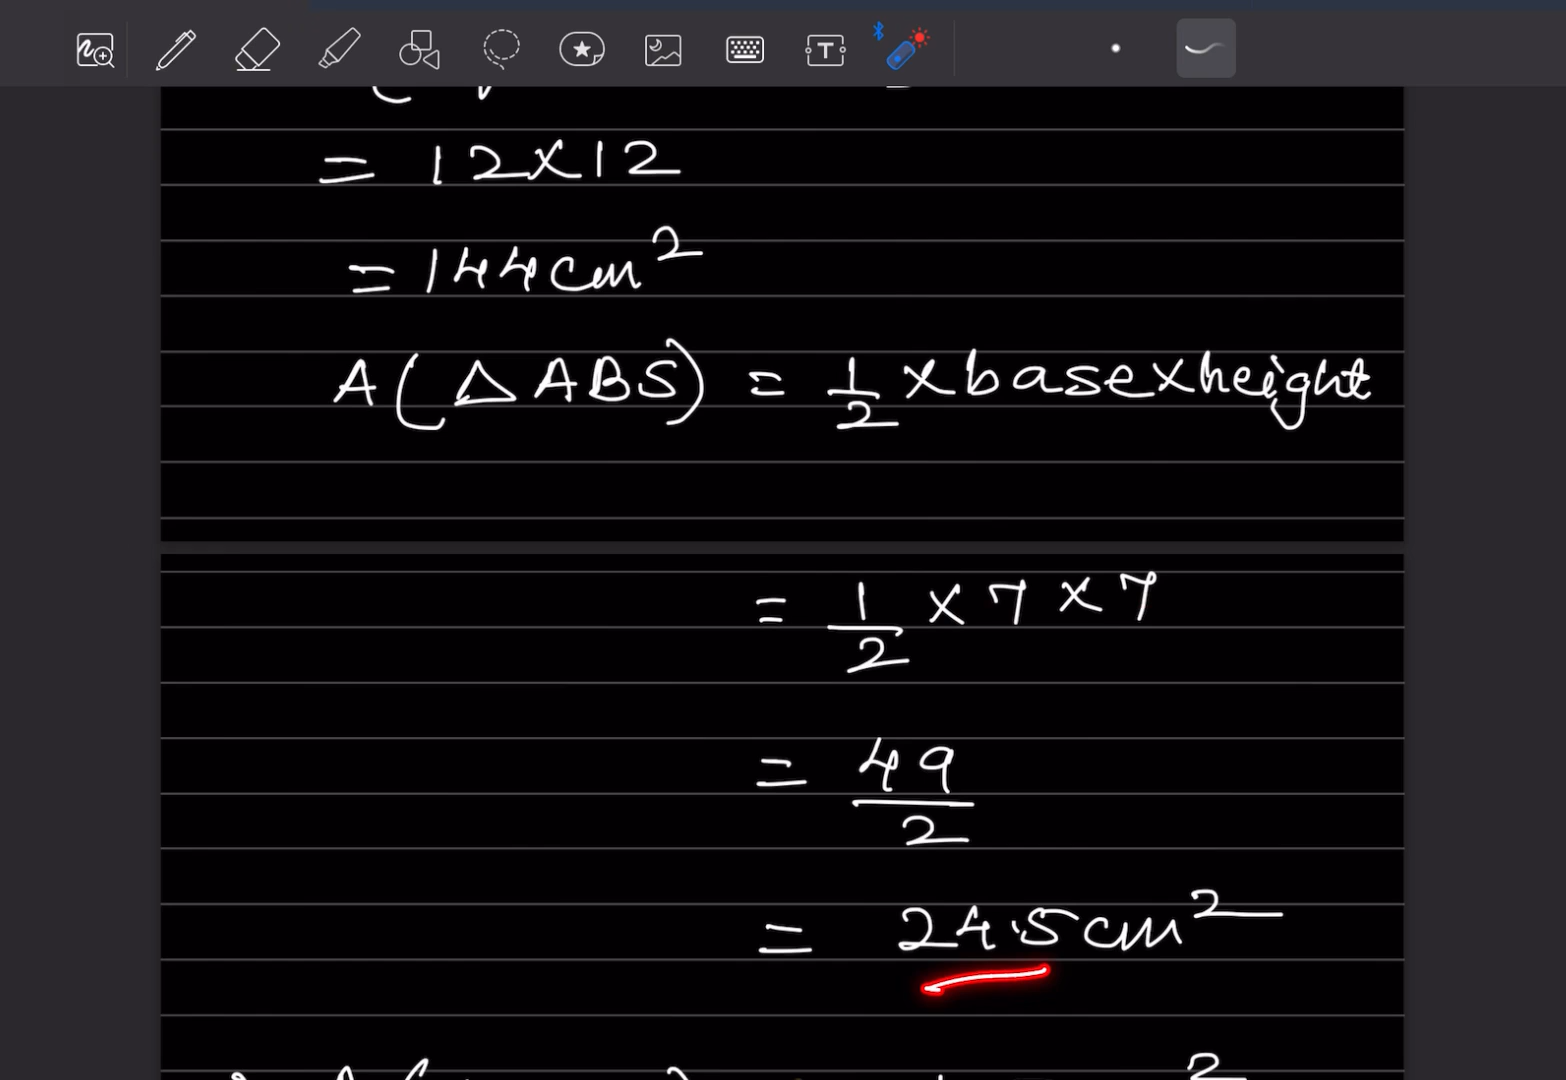 = 12×12
= 144cm²
A(△ABS) = 1/2 × base×height
= 1/2 × 7 × 7
= 49/2
= 24.5cm²